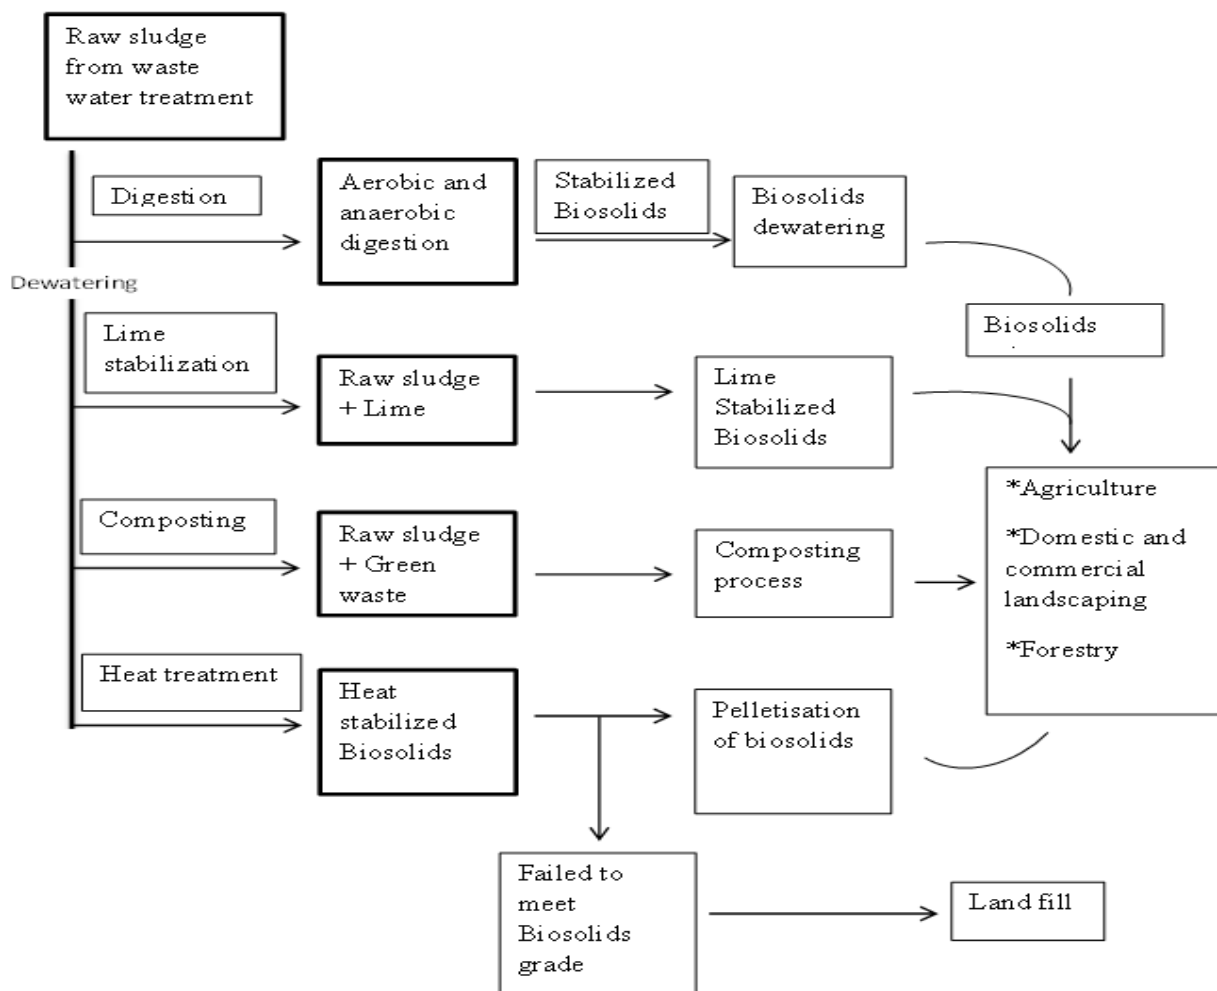 Raw sludge
from waste
water treatment
Digestion
Aerobic and
anaerobic
digestion
Stabilized
Biosolids
Biosolids
dewatering
Dewatering
Biosolids
Lime
stabilization
Raw sludge
+ Lime
Lime
Stabilized
Biosolids
*Agriculture
*Domestic and
commercial
landscaping
*Forestry
Composting
Raw sludge
+ Green
waste
Composting
process
Heat treatment
Heat
stabilized
Biosolids
Pelletisation
of biosolids
Failed to
meet
Biosolids
grade
Land fill